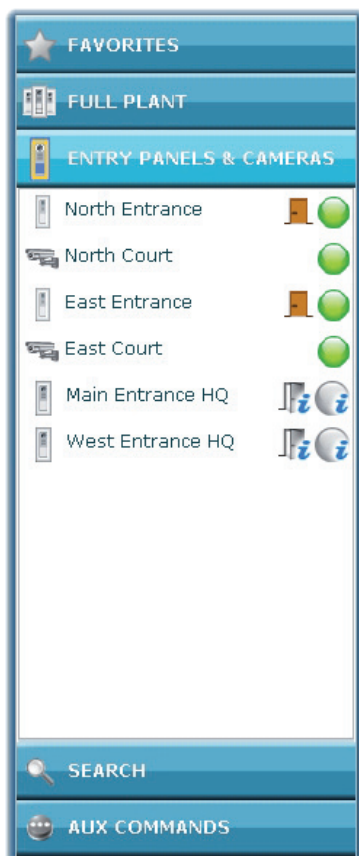 FAVORITES
FULL PLANT
ENTRY PANELS & CAMERAS
North Entrance
North Court
East Entrance
East Court
Main Entrance HQ
West Entrance HQ
SEARCH
AUX COMMANDS